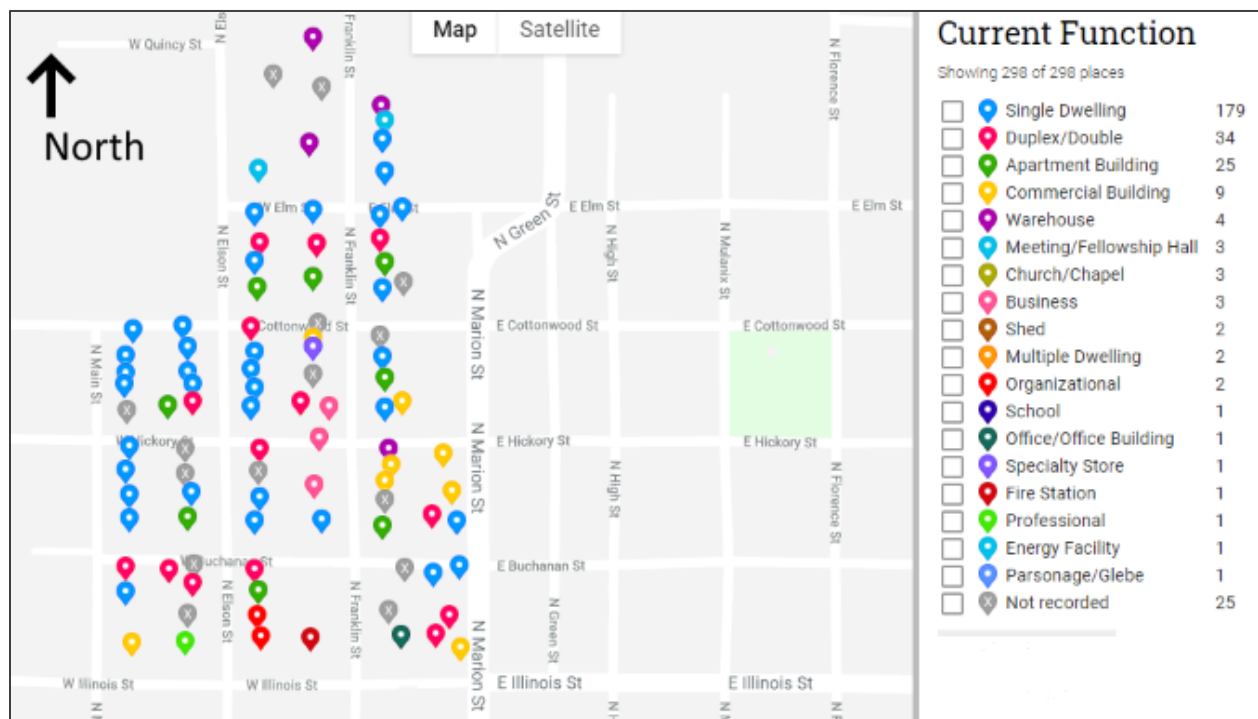 W Quincy St
N Els
Franklin St
Map
Satellite
North
N Florence St
W Elm S
E Elm St
E Elm St
N Green St
N Elson St
N Franklin St
N High St
N Mulanix St
N Marion St
Cottonwood St
E Cottonwood St
E Cottonwood St
N Main St
W Hickory St
E Hickory St
E Hickory St
N Marion St
N High St
N Florence St
W Buchanan St
E Buchanan St
N Elson St
N Franklin St
N Green St
N Marion St
W Illinois St
W Illinois St
E Illinois St
E Illinois St
Current Function
Showing 298 of 298 places
Single Dwelling 179
Duplex/Double 34
Apartment Building 25
Commercial Building 9
Warehouse 4
Meeting/Fellowship Hall 3
Church/Chapel 3
Business 3
Shed 2
Multiple Dwelling 2
Organizational 2
School 1
Office/Office Building 1
Specialty Store 1
Fire Station 1
Professional 1
Energy Facility 1
Parsonage/Glebe 1
Not recorded 25